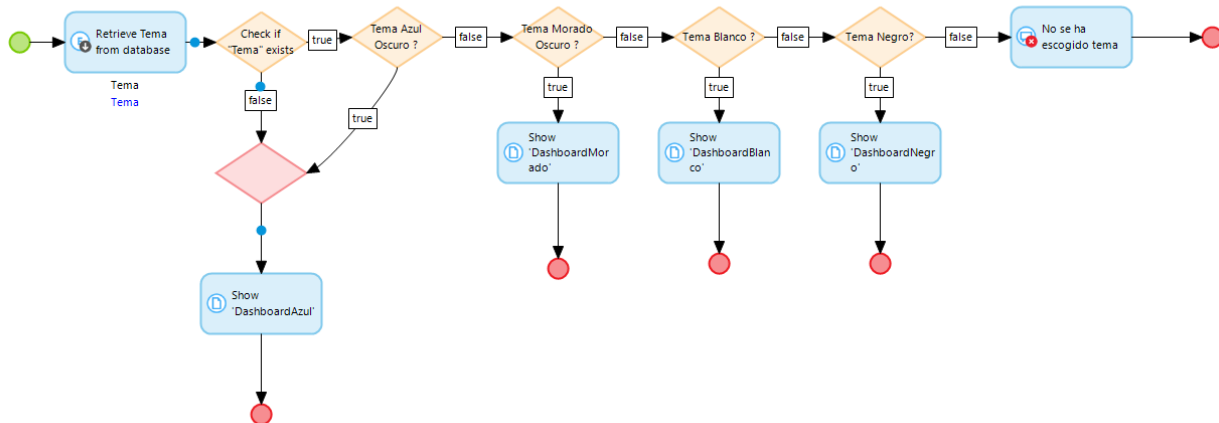 Retrieve Tema
from database
Tema
Tema
Check if
"Tema" exists
true
false
Tema Azul
Oscuro ?
false
true
Tema Morado
Oscuro ?
false
true
Tema Blanco ?
false
true
Tema Negro?
false
true
No se ha
escogido tema
Show
'DashboardMor
ado'
Show
'DashboardBlan
co'
Show
'DashboardNegr
o'
Show
'DashboardAzul'